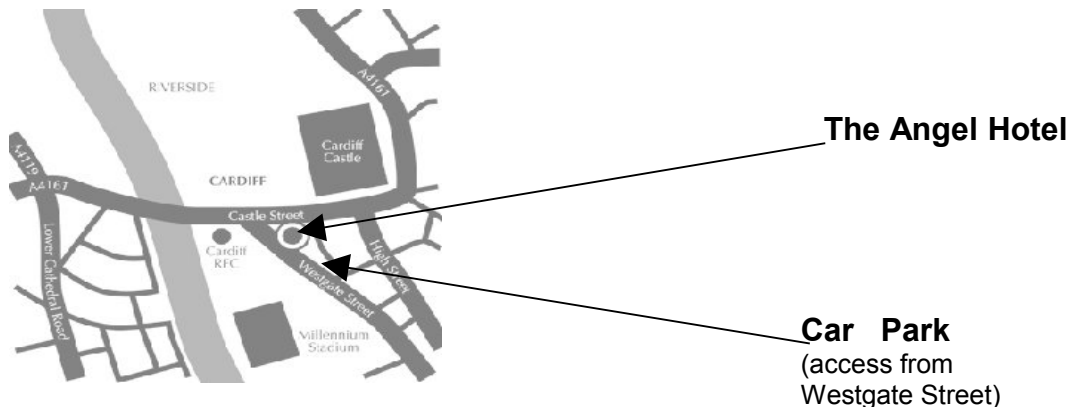 A4161
RIVERSIDE
The Angel Hotel
Cardiff
Castle
A4119
A4161
CARDIFF
Castle Street
Cardiff
RFC
High Street
Lower Cathedral Road
Westgate Street
Millennium
Stadium
Car Park
(access from
Westgate Street)